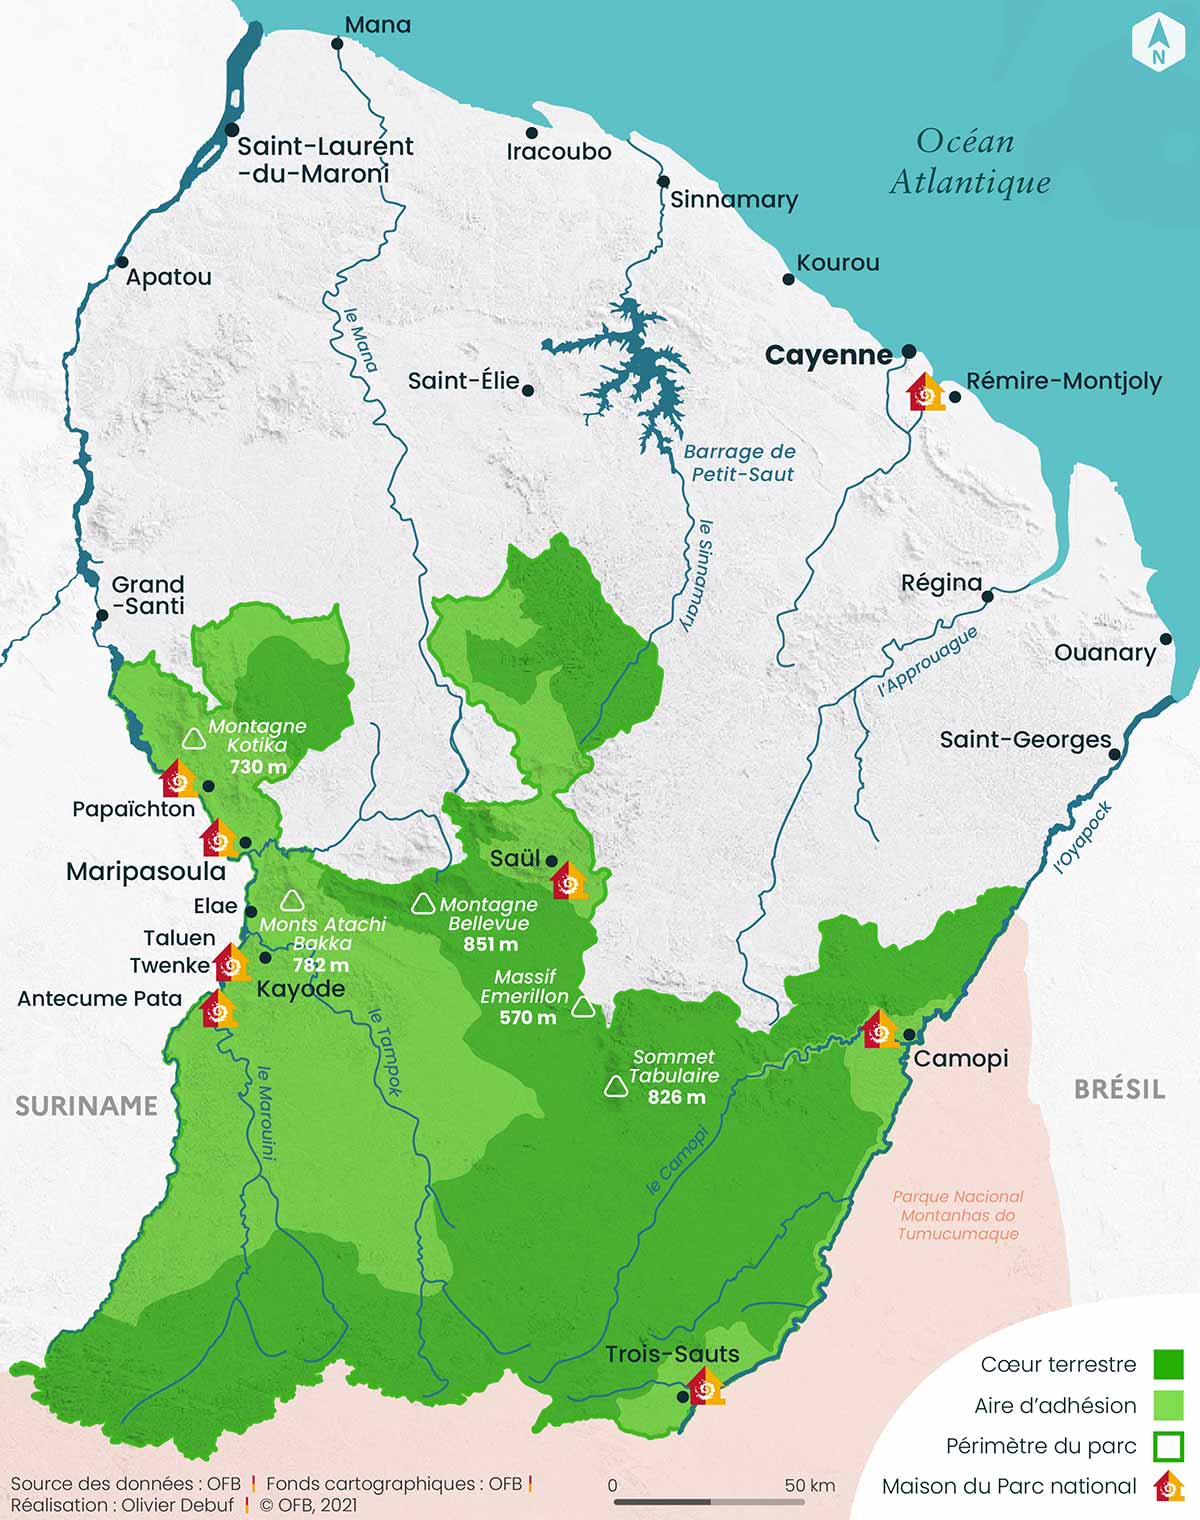 Mana
N
Océan
Atlantique
Saint-Laurent
-du-Maroni
Iracoubo
Sinnamary
Apatou
Kourou
le Mana
Cayenne
Saint-Élie
Rémire-Montjoly
Barrage de
Petit-Saut
le Sinnamary
Grand
-Santi
Régina
l'Approuague
Ouanary
Montagne
Kotika
730 m
Saint-Georges
Papaïchton
l'Oyapock
Maripasoula
Saül
Elae
Montagne
Bellevue
851 m
Monts Atachi
Bakka
782 m
Taluen
Twenke
Kayode
Antecume Pata
Massif
Emerillon
570 m
le Tampok
Camopi
Sommet
Tabulaire
826 m
SURINAME
BRÉSIL
le Marouini
le Camopi
Parque Nacional
Montanhas do
Tumucumaque
Trois-Sauts
Cœur terrestre
Aire d'adhésion
Périmètre du parc
Maison du Parc national
Source des données : OFB | Fonds cartographiques : OFB |
Réalisation : Olivier Debuf | © OFB, 2021
0 50 km